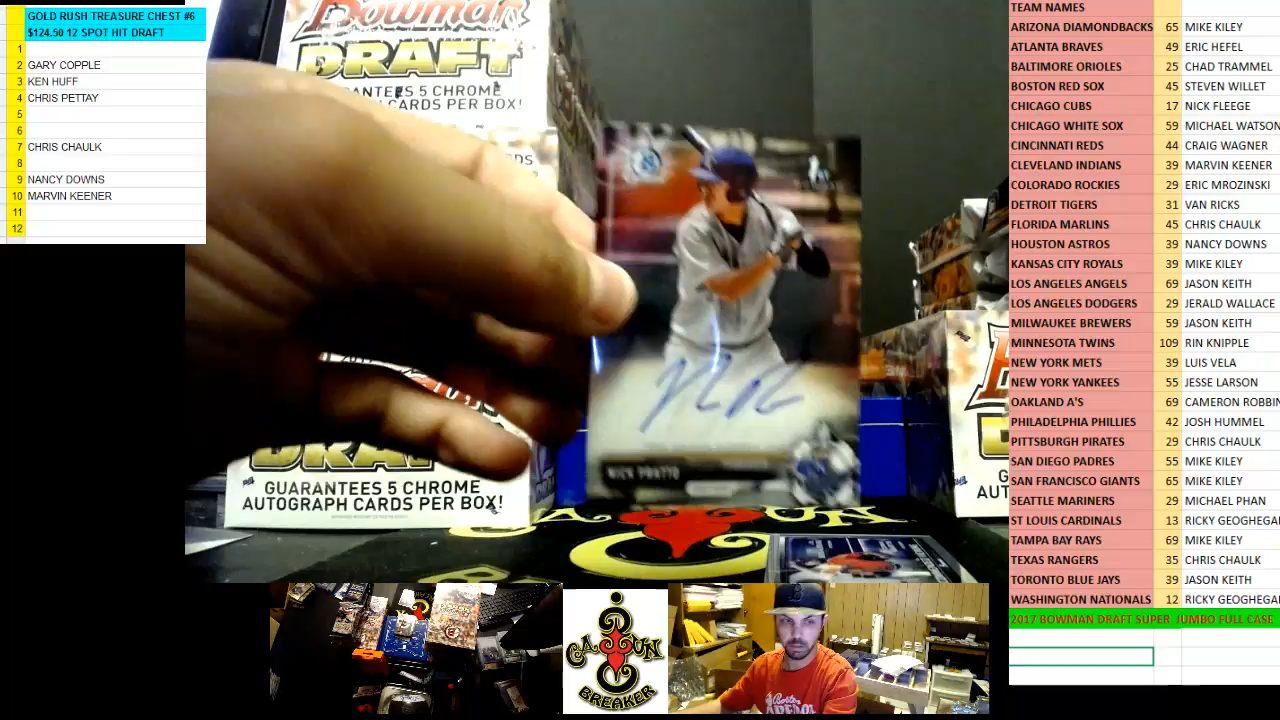 GOLD RUSH TREASURE CHEST #6
$124.50 12 SPOT HIT DRAFT
1
2 GARY COPPLE
3 KEN HUFF
4 CHRIS PETTAY
5
6
7 CHRIS CHAULK
8
9 NANCY DOWNS
10 MARVIN KEENER
11
12
Bowman
DRAFT
GUARANTEES 5 CHROME
AUTOGRAPH CARDS PER BOX!
NICK PRATTO
CAJUN
BREAKER
Boston
TEAM NAMES
ARIZONA DIAMONDBACKS 65 MIKE KILEY
ATLANTA BRAVES 49 ERIC HEFEL
BALTIMORE ORIOLES 25 CHAD TRAMMEL
BOSTON RED SOX 45 STEVEN WILLET
CHICAGO CUBS 17 NICK FLEEGE
CHICAGO WHITE SOX 59 MICHAEL WATSON
CINCINNATI REDS 44 CRAIG WAGNER
CLEVELAND INDIANS 39 MARVIN KEENER
COLORADO ROCKIES 29 ERIC MROZINSKI
DETROIT TIGERS 31 VAN RICKS
FLORIDA MARLINS 45 CHRIS CHAULK
HOUSTON ASTROS 39 NANCY DOWNS
KANSAS CITY ROYALS 39 MIKE KILEY
LOS ANGELES ANGELS 69 JASON KEITH
LOS ANGELES DODGERS 29 JERALD WALLACE
MILWAUKEE BREWERS 59 JASON KEITH
MINNESOTA TWINS 109 RIN KNIPPLE
NEW YORK METS 39 LUIS VELA
NEW YORK YANKEES 55 JESSE LARSON
OAKLAND A'S 69 CAMERON ROBBIN
PHILADELPHIA PHILLIES 42 JOSH HUMMEL
PITTSBURGH PIRATES 29 CHRIS CHAULK
SAN DIEGO PADRES 55 MIKE KILEY
SAN FRANCISCO GIANTS 65 MIKE KILEY
SEATTLE MARINERS 29 MICHAEL PHAN
ST LOUIS CARDINALS 13 RICKY GEOGHEGA
TAMPA BAY RAYS 69 MIKE KILEY
TEXAS RANGERS 35 CHRIS CHAULK
TORONTO BLUE JAYS 39 JASON KEITH
WASHINGTON NATIONALS 12 RICKY GEOGHEGA
2017 BOWMAN DRAFT SUPER JUMBO FULL CASE